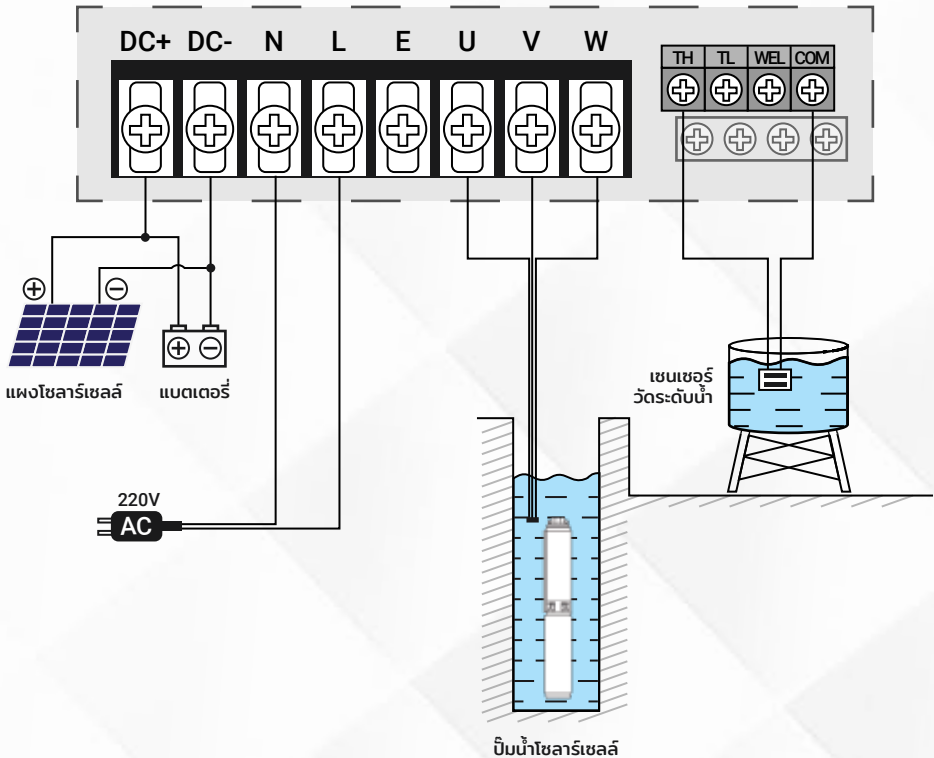 DC+ DC- N L E U V W
TH TL WEL COM
แผงโซลาร์เซลล์
แบตเตอรี่
เซนเซอร์
วัดระดับน้ำ
220V
AC
ปั๊มน้ำโซลาร์เซลล์